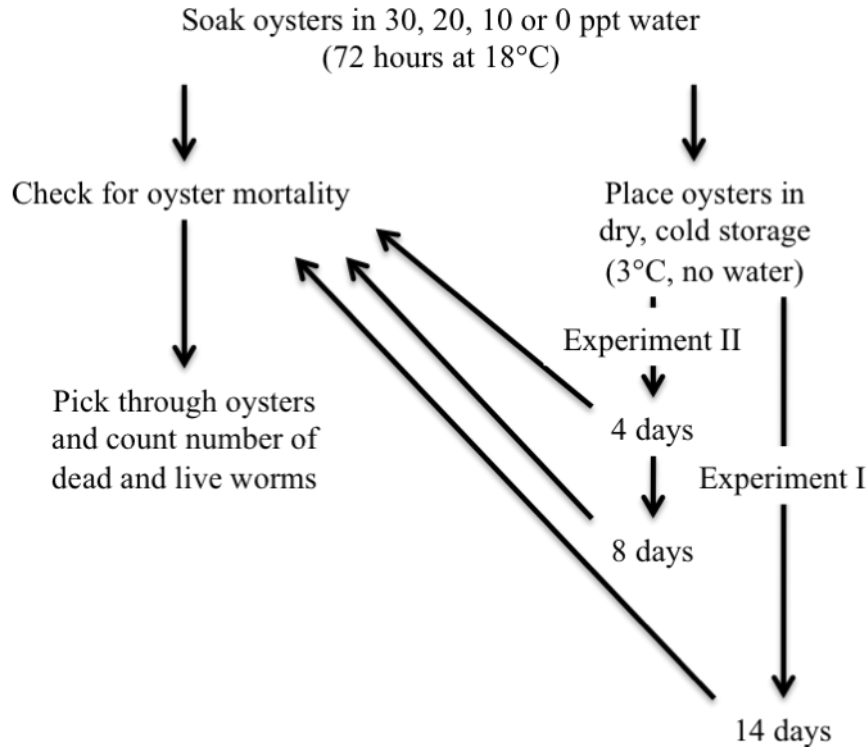 Soak oysters in 30, 20, 10 or 0 ppt water
(72 hours at 18°C)
Check for oyster mortality
Place oysters in
dry, cold storage
(3°C, no water)
Experiment II
Pick through oysters
and count number of
dead and live worms
4 days
Experiment I
8 days
14 days